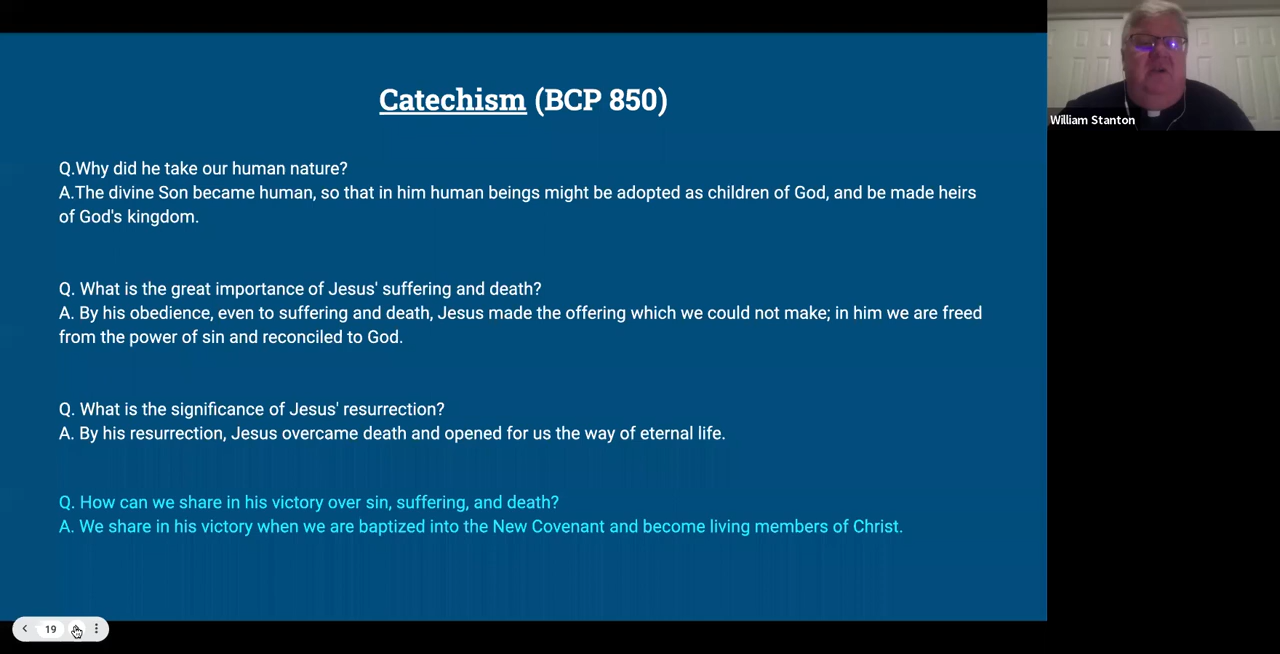 Catechism (BCP 850)
Q.Why did he take our human nature?
A.The divine Son became human, so that in him human beings might be adopted as children of God, and be made heirs
of God's kingdom.
Q. What is the great importance of Jesus' suffering and death?
A. By his obedience, even to suffering and death, Jesus made the offering which we could not make; in him we are freed
from the power of sin and reconciled to God.
Q. What is the significance of Jesus' resurrection?
A. By his resurrection, Jesus overcame death and opened for us the way of eternal life.
Q. How can we share in his victory over sin, suffering, and death?
A. We share in his victory when we are baptized into the New Covenant and become living members of Christ.
19
William Stanton